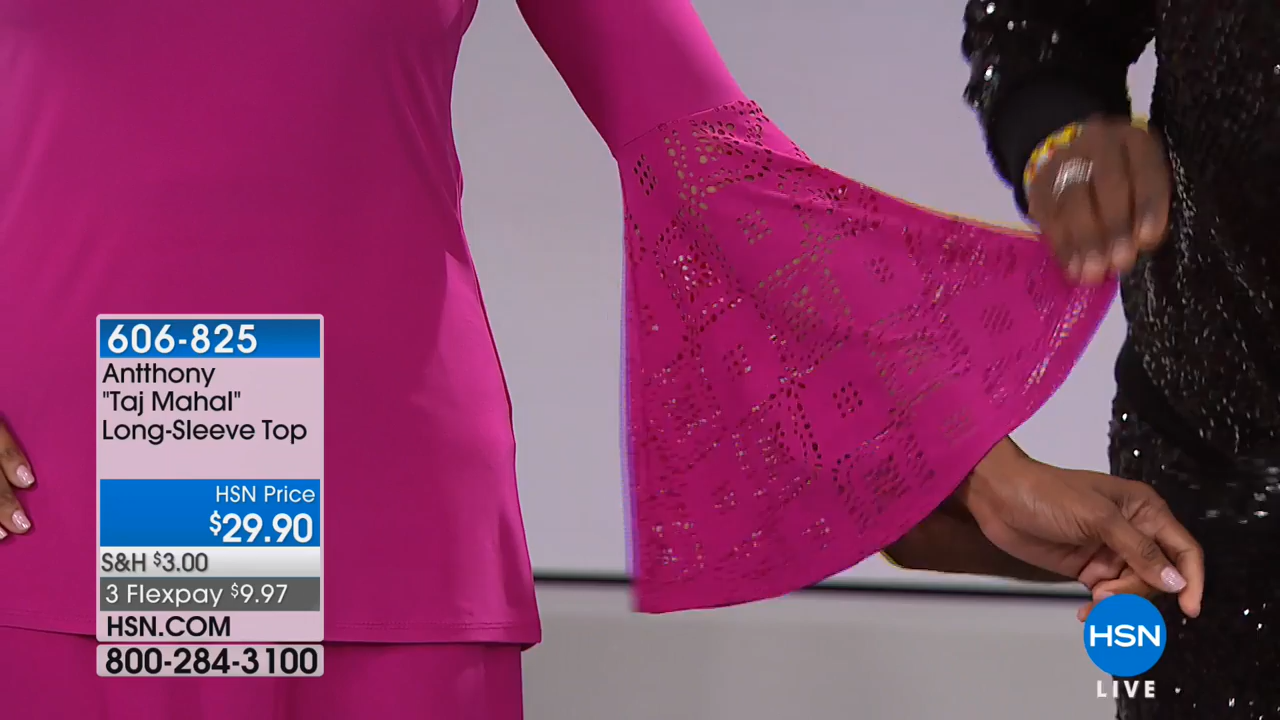 606-825
Antthony
"Taj Mahal"
Long-Sleeve Top
HSN Price
$29.90
S&H $3.00
3 Flexpay $9.97
HSN.COM
800-284-3100
HSN
LIVE